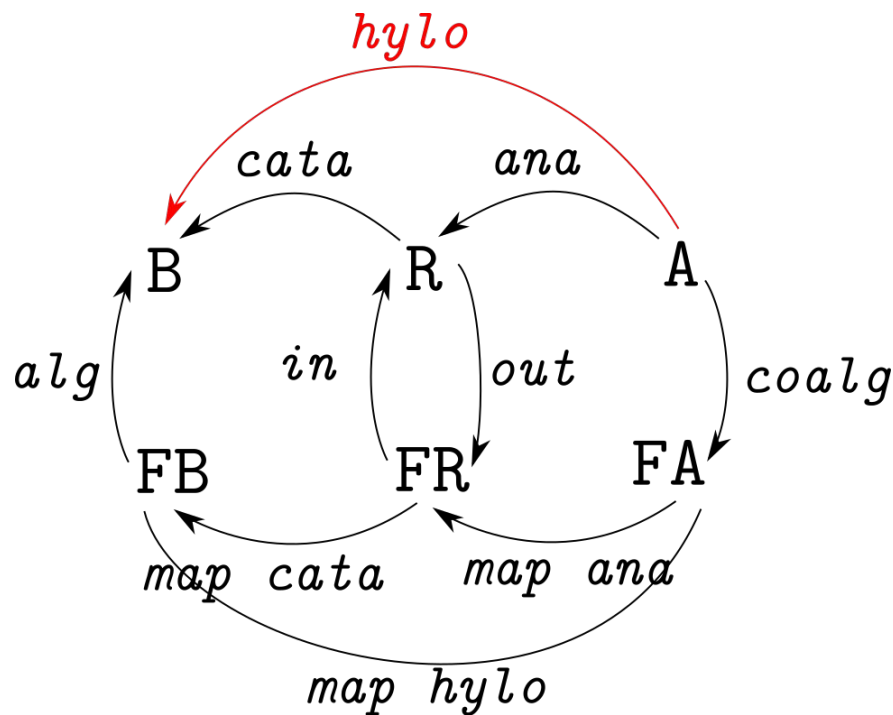 hylo
cata ana
B R A
alg in out coalg
FB FR FA
map cata map ana
map hylo